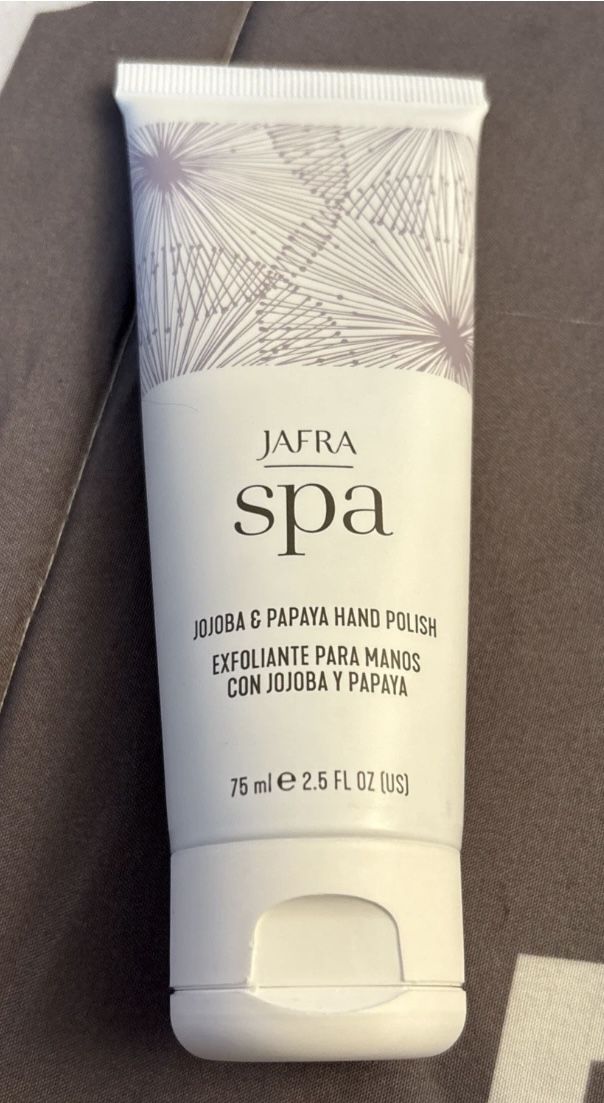 JAFRA
spa
JOJOBA & PAPAYA HAND POLISH
EXFOLIANTE PARA MANOS
CON JOJOBA Y PAPAYA
75 ml ℮ 2.5 FL OZ (US)